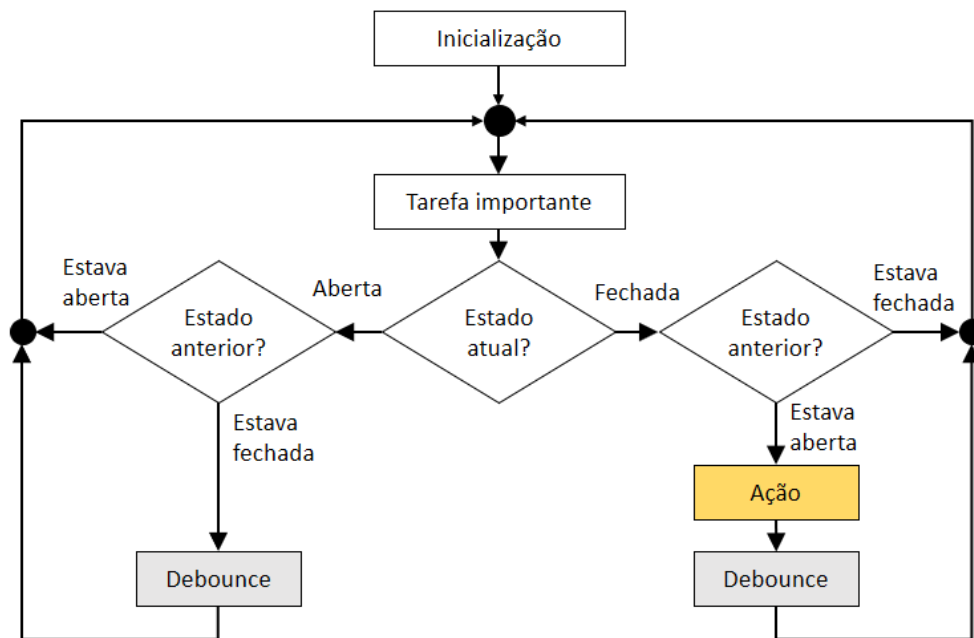 Inicialização
Tarefa importante
Estava
aberta
Aberta
Fechada
Estava
fechada
Estado
anterior?
Estado
atual?
Estado
anterior?
Estava
fechada
Estava
aberta
Ação
Debounce
Debounce